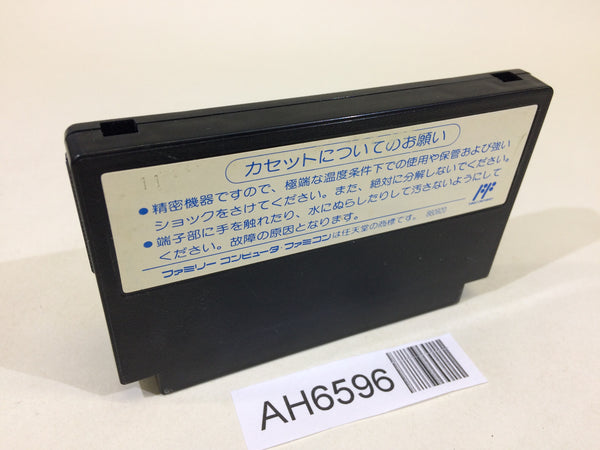 11
カセットについてのお願い
●精密機器ですので、極端な温度条件下での使用や保管および強い
ショックをさけてください。また、絶対に分解しないでください。
●端子部に手を触れたり、水にぬらしたりして汚さないようにして
ください。故障の原因となります。
ファミリーコンピュータ・ファミコンは任天堂の商標です。
AH6596